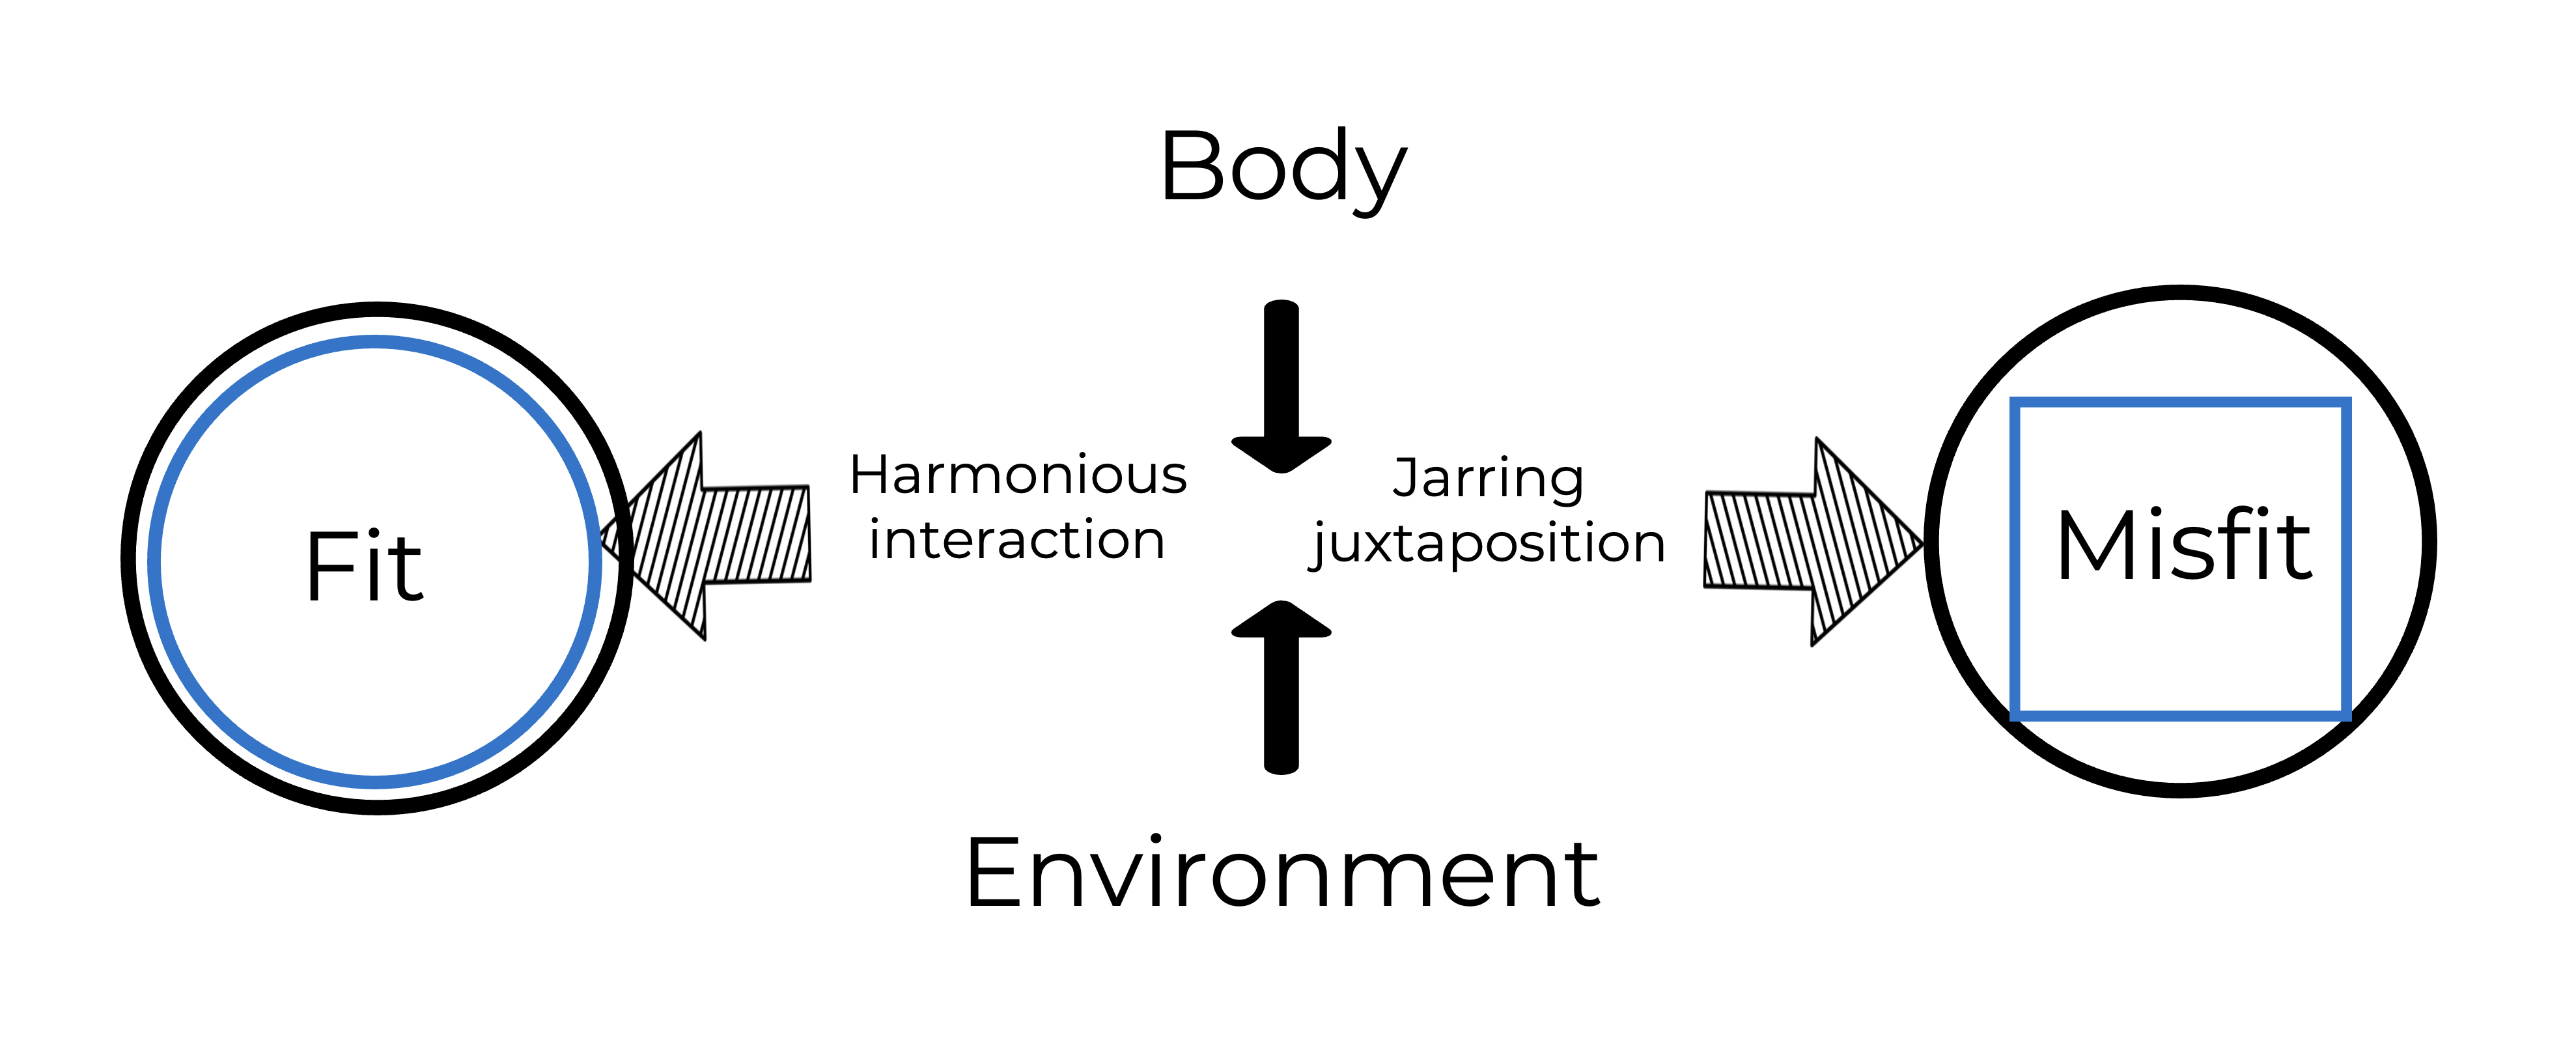 Body
Fit
Harmonious
interaction
Jarring
juxtaposition
Misfit
Environment